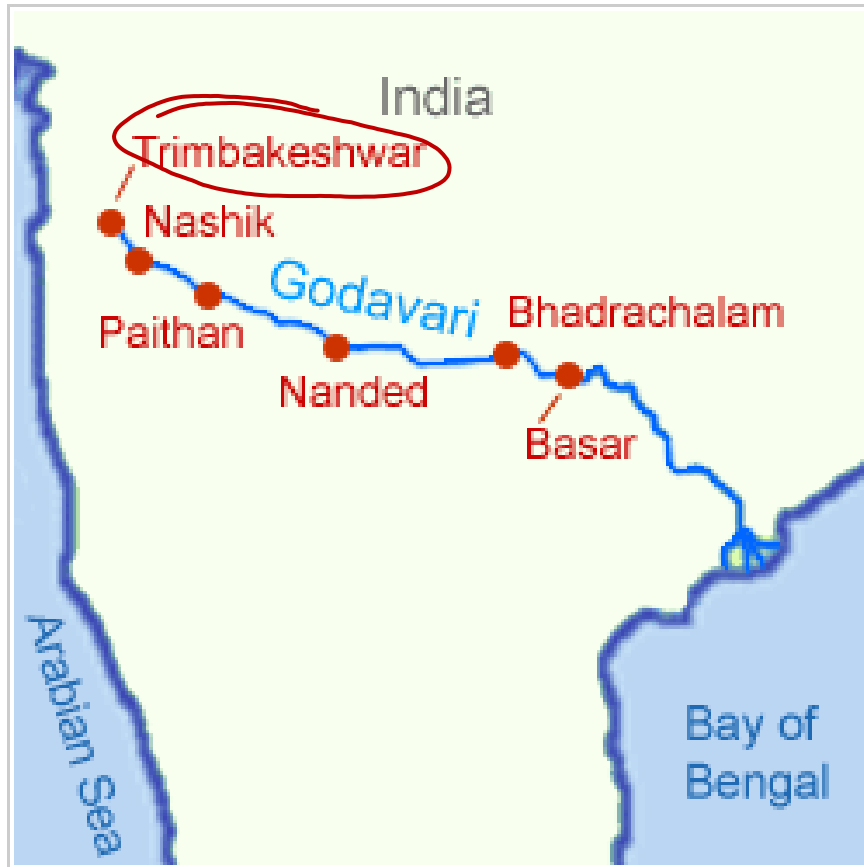 India
Trimbakeshwar
Nashik
Godavari
Bhadrachalam
Paithan
Nanded
Basar
Arabian Sea
Bay of
Bengal